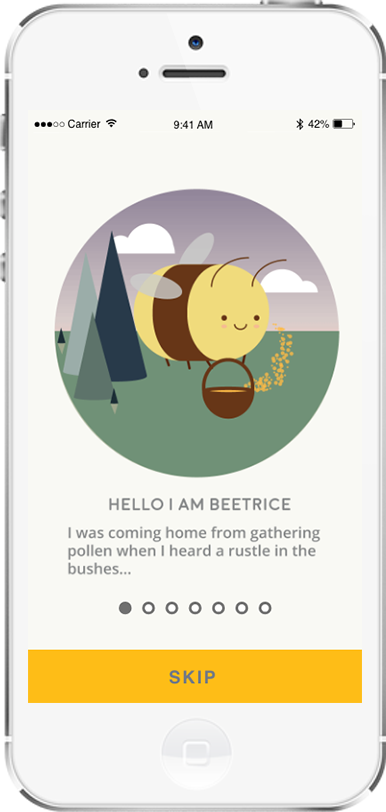 Carrier 9:41 AM 42%
HELLO I AM BEETRICE
I was coming home from gathering
pollen when I heard a rustle in the
bushes...
SKIP